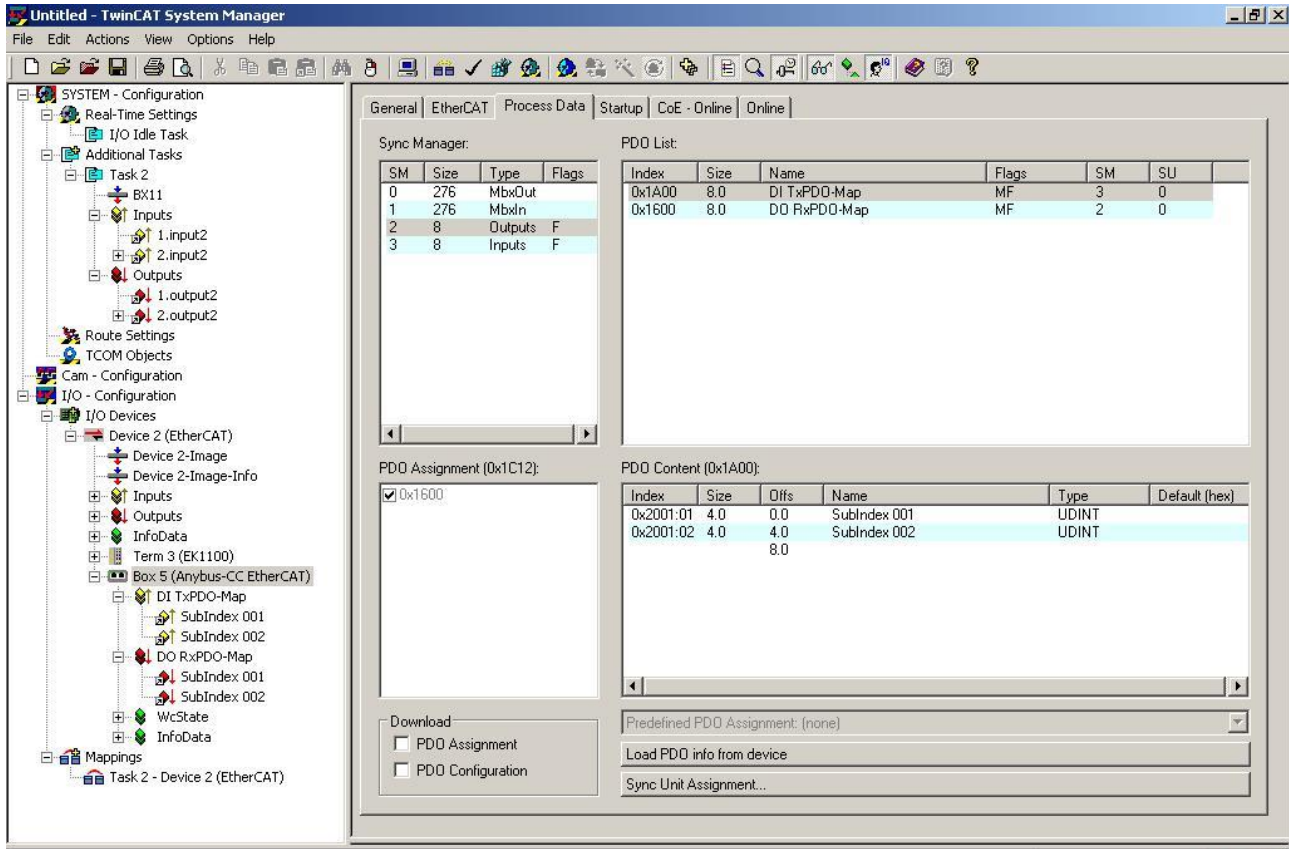 Untitled - TwinCAT System Manager
File Edit Actions View Options Help
SYSTEM - Configuration
Real-Time Settings
I/O Idle Task
Additional Tasks
Task 2
BX11
Inputs
1.input2
2.input2
Outputs
1.output2
2.output2
Route Settings
TCOM Objects
Cam - Configuration
I/O - Configuration
I/O Devices
Device 2 (EtherCAT)
Device 2-Image
Device 2-Image-Info
Inputs
Outputs
InfoData
Term 3 (EK1100)
Box 5 (Anybus-CC EtherCAT)
DI TxPDO-Map
SubIndex 001
SubIndex 002
DO RxPDO-Map
SubIndex 001
SubIndex 002
WcState
InfoData
Mappings
Task 2 - Device 2 (EtherCAT)
General EtherCAT Process Data Startup CoE - Online Online
Sync Manager:
SM Size Type Flags
0 276 MbxOut
1 276 MbxIn
2 8 Outputs F
3 8 Inputs F
PDO List:
Index Size Name Flags SM SU
0x1A00 8.0 DI TxPDO-Map MF 3 0
0x1600 8.0 DO RxPDO-Map MF 2 0
PDO Assignment (0x1C12):
0x1600
PDO Content (0x1A00):
Index Size Offs Name Type Default (hex)
0x2001:01 4.0 0.0 SubIndex 001 UDINT
0x2001:02 4.0 4.0 SubIndex 002 UDINT
8.0
Download
PDO Assignment
PDO Configuration
Predefined PDO Assignment: (none)
Load PDO info from device
Sync Unit Assignment...